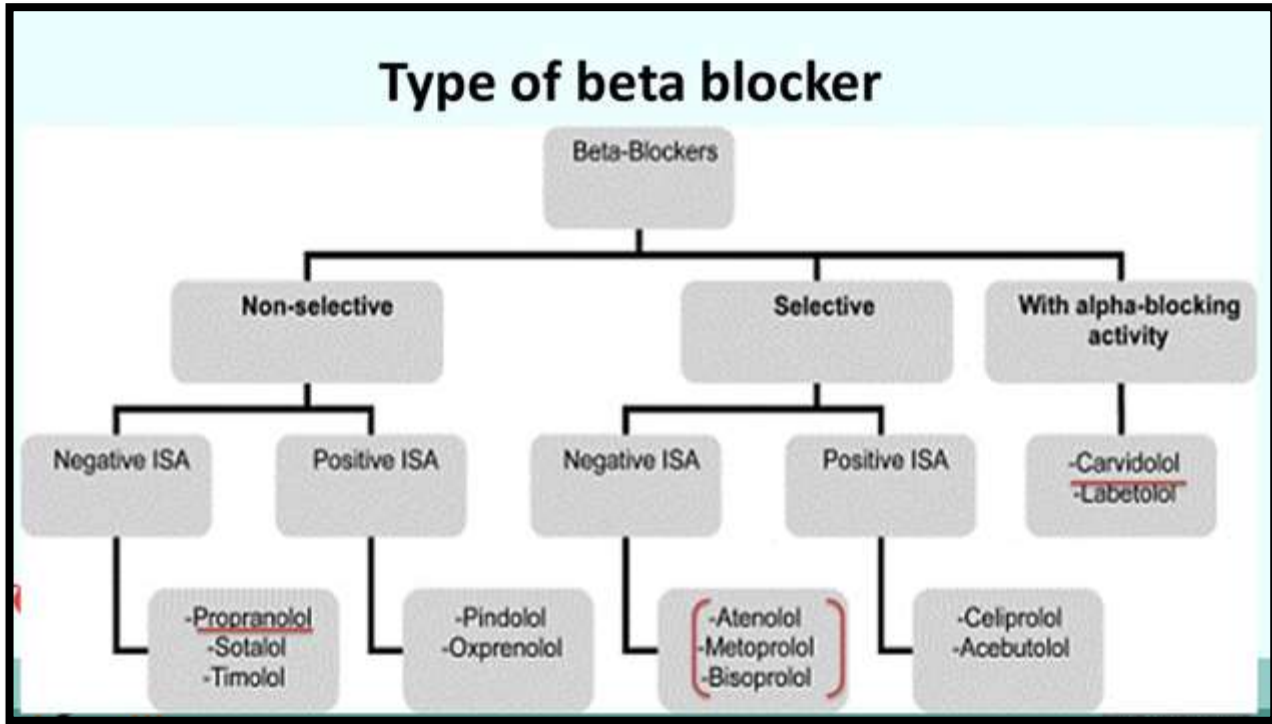 Type of beta blocker
Beta-Blockers
Non-selective
Selective
With alpha-blocking
activity
Negative ISA
Positive ISA
Negative ISA
Positive ISA
-Carvidolol
-Labetolol
-Propranolol
-Sotalol
-Timolol
-Pindolol
-Oxprenolol
-Atenolol
-Metoprolol
-Bisoprolol
-Celiprolol
-Acebutolol